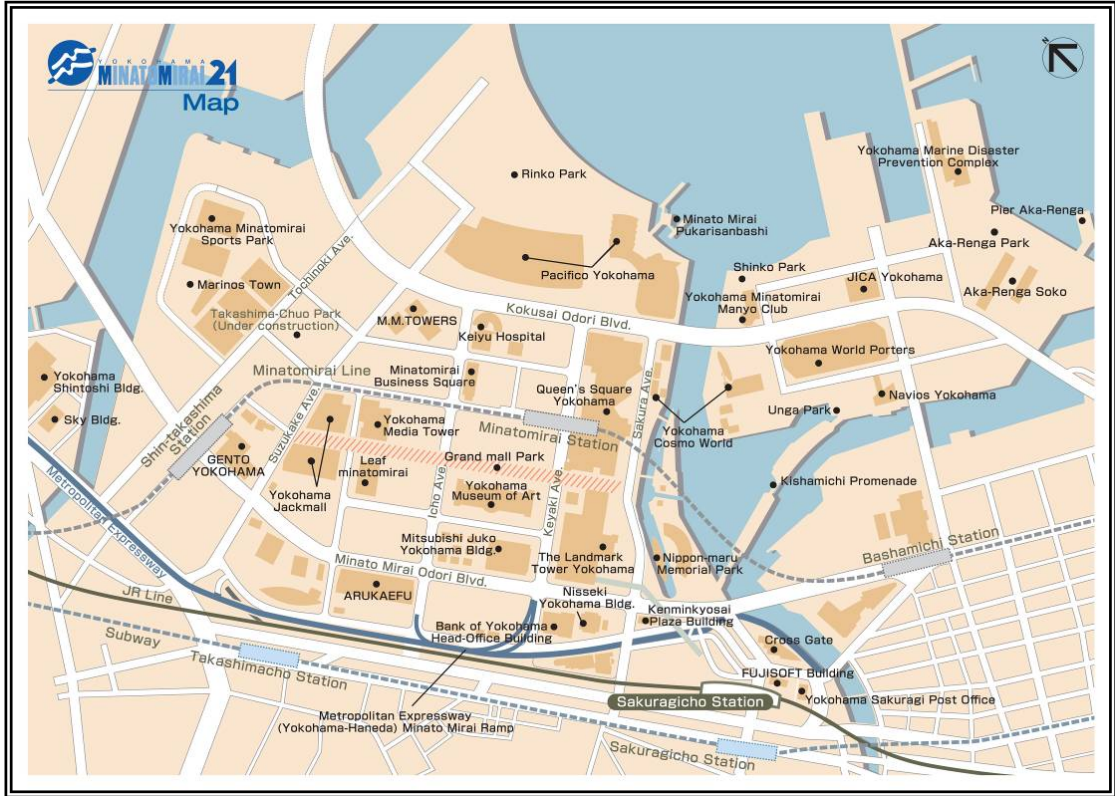 YOKOHAMA
MINATOMIRAI 21
Map
N
Rinko Park
Yokohama Marine Disaster
Prevention Complex
Pier Aka-Renga
Aka-Renga Park
Minato Mirai
Pukarisanbashi
Yokohama Minatomirai
Sports Park
Tochinoki Ave.
Pacifico Yokohama
Shinko Park
JICA Yokohama
Aka-Renga Soko
Marinos Town
Yokohama Minatomirai
Manyo Club
Takashima-Chuo Park
(Under construction)
M.M.TOWERS
Kokusai Odori Blvd.
Keiyu Hospital
Yokohama World Porters
Minatomirai Line
Minatomirai
Business Square
Yokohama
Shintoshi Bldg.
Queen's Square
Yokohama
Sakura Ave.
Navios Yokohama
Unga Park
Sky Bldg.
Shin-takashima
Station
Suzukake Ave.
Yokohama
Media Tower
Minatomirai Station
Yokohama
Cosmo World
GENTO
YOKOHAMA
Leaf
minatomirai
Grand mall Park
Yokohama
Jackmall
Icho Ave.
Yokohama
Museum of Art
Keyaki Ave.
Kishamichi Promenade
Metropolitan Expressway
Mitsubishi Juko
Yokohama Bldg.
The Landmark
Tower Yokohama
Nippon-maru
Memorial Park
Bashamichi Station
Minato Mirai Odori Blvd.
JR Line
ARUKAEFU
Nisseki
Yokohama Bldg.
Kenminkyosai
Plaza Building
Bank of Yokohama
Head-Office Building
Subway
Cross Gate
Takashimacho Station
FUJISOFT Building
Yokohama Sakuragi Post Office
Sakuragicho Station
Metropolitan Expressway
(Yokohama-Haneda) Minato Mirai Ramp
Sakuragicho Station